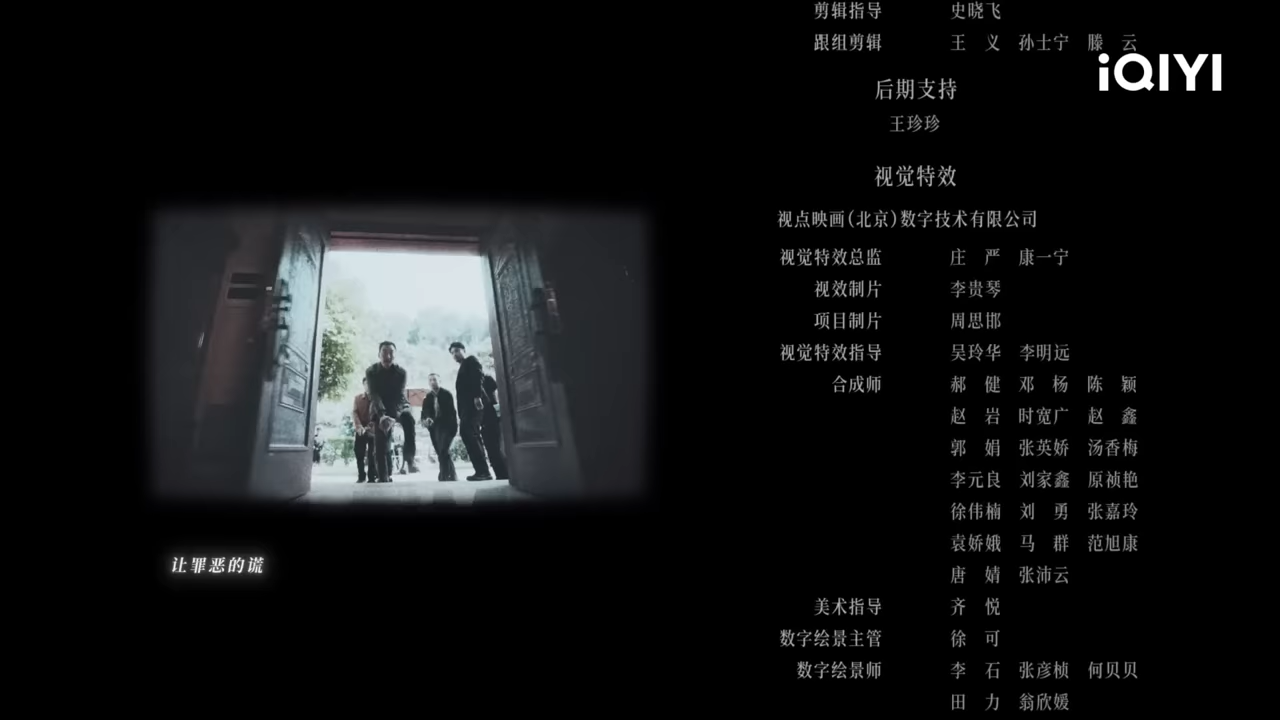 剪辑指导 史晓飞
跟组剪辑 王 义 孙士宁 滕 云
iQIYI
后期支持
王珍珍
视觉特效
视点映画(北京)数字技术有限公司
视觉特效总监 庄 严 康一宁
视效制片 李贵琴
项目制片 周思邯
视觉特效指导 吴玲华 李明远
合成师 郝 健 邓 杨 陈 颖
赵 岩 时宽广 赵 鑫
郭 娟 张英娇 汤香梅
李元良 刘家鑫 原祯艳
徐伟楠 刘 勇 张嘉玲
袁娇娥 马 群 范旭康
唐 婧 张沛云
让罪恶的谎
美术指导 齐 悦
数字绘景主管 徐 可
数字绘景师 李 石 张彦桢 何贝贝
田 力 翁欣媛